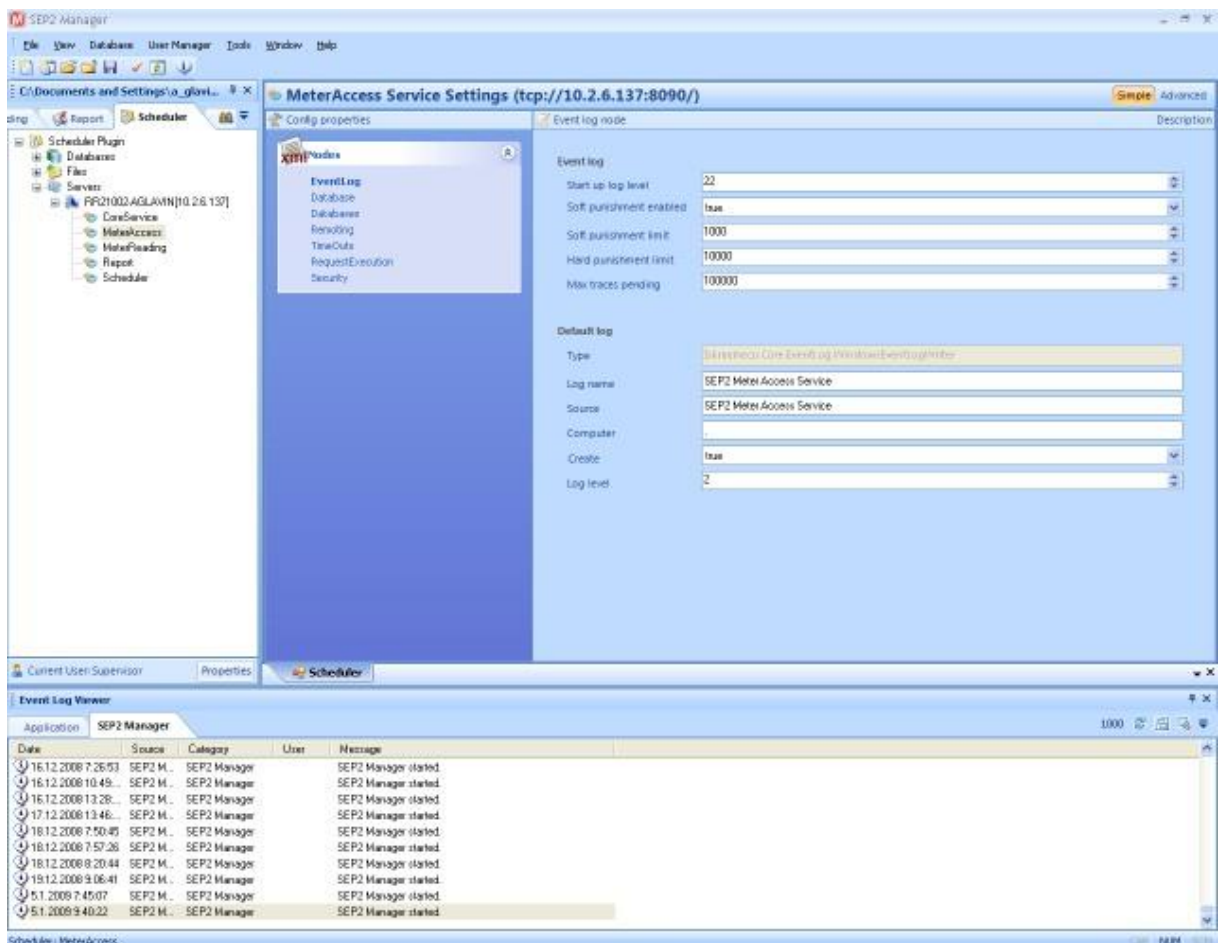 SEP2 Manager
File View Database User Manager Tools Window Help
C:\Documents and Settings\a_glavi...
ding Report Scheduler
Scheduler Plugin
Databases
Files
Servers
[10.2.6.137]
CoreService
MeterAccess
MeterReading
Report
Scheduler
Current User: Supervisor Properties
MeterAccess Service Settings (tcp://10.2.6.137:8090/) Simple Advanced
Config properties
xml Nodes
EventLog
Database
Databases
Remoting
TimeOuts
RequestExecution
Security
Event log node Description
Event log
Start up log level 22
Soft punishment enabled true
Soft punishment limit 1000
Hard punishment limit 10000
Max traces pending 100000
Default log
Type
Log name SEP2 Meter Access Service
Source SEP2 Meter Access Service
Computer .
Create true
Log level 2
Scheduler
Event Log Viewer
Application SEP2 Manager 1000
Date Source Category User Message
16.12.2008 7:26:53 SEP2 M... SEP2 Manager SEP2 Manager started.
16.12.2008 10:49:... SEP2 M... SEP2 Manager SEP2 Manager started.
16.12.2008 13:28:... SEP2 M... SEP2 Manager SEP2 Manager started.
17.12.2008 13:46:... SEP2 M... SEP2 Manager SEP2 Manager started.
18.12.2008 7:50:45 SEP2 M... SEP2 Manager SEP2 Manager started.
18.12.2008 7:57:26 SEP2 M... SEP2 Manager SEP2 Manager started.
18.12.2008 8:20:44 SEP2 M... SEP2 Manager SEP2 Manager started.
19.12.2008 9:06:41 SEP2 M... SEP2 Manager SEP2 Manager started.
5.1.2009 7:45:07 SEP2 M... SEP2 Manager SEP2 Manager started.
5.1.2009 9:40:22 SEP2 M... SEP2 Manager SEP2 Manager started.
Scheduler: MeterAccess NUM